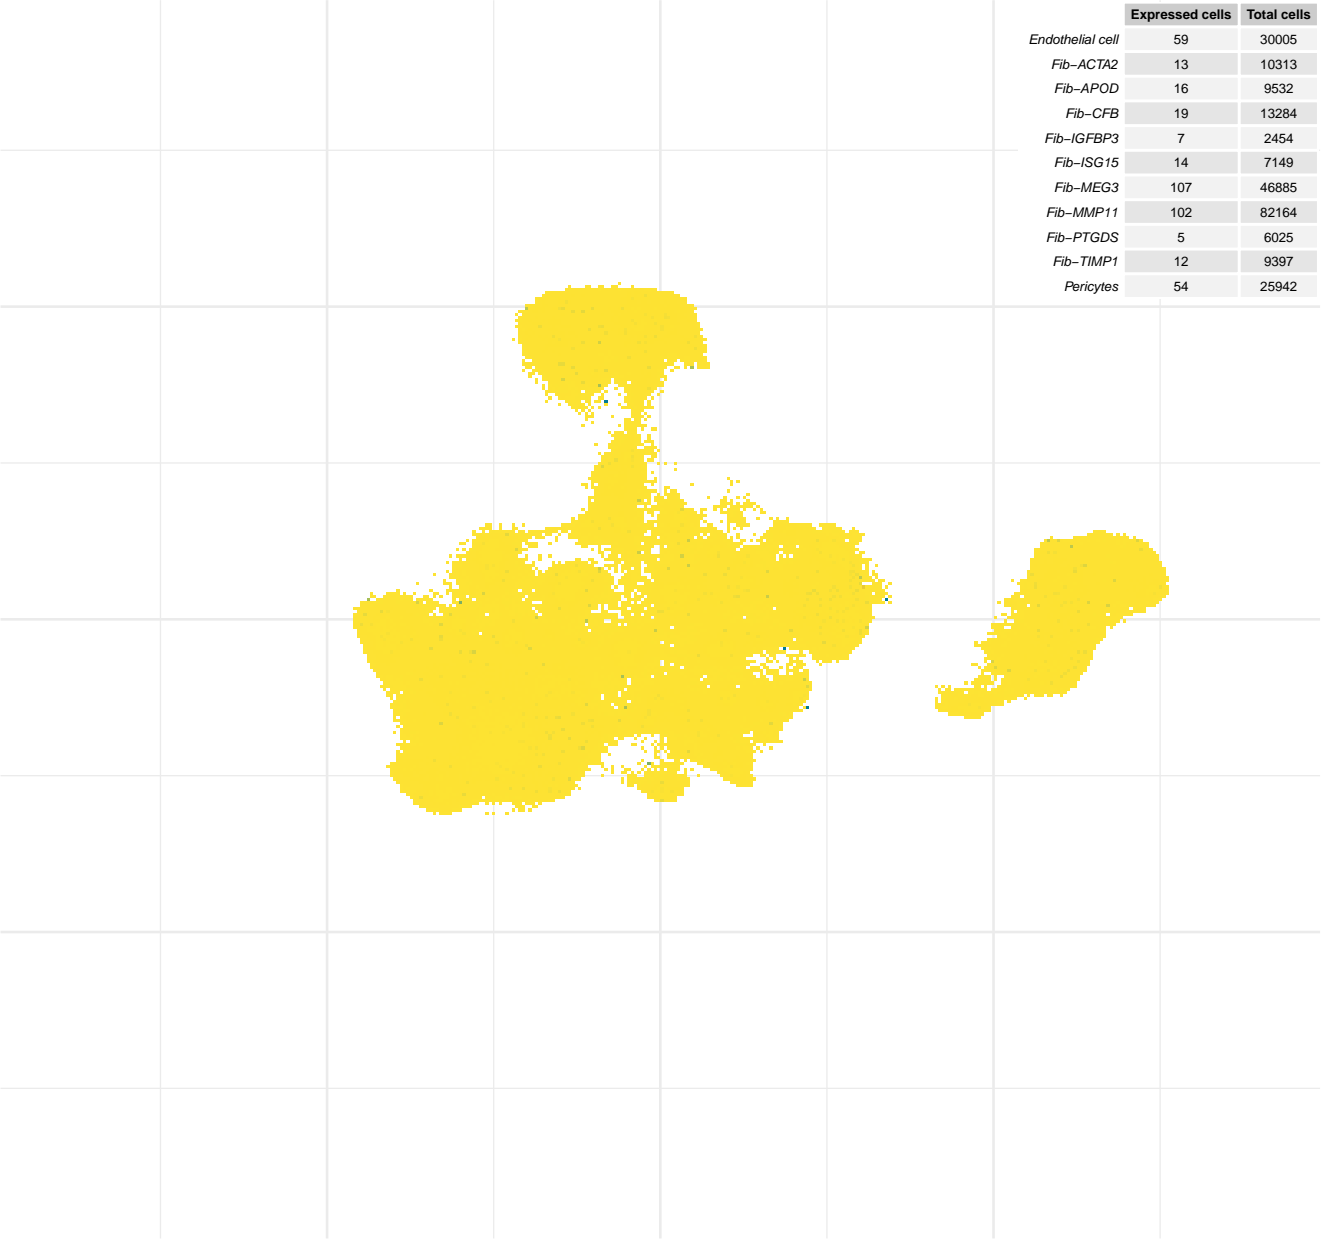 Expressed cells Total cells
Endothelial cell 59 30005
Fib−ACTA2 13 10313
Fib−APOD 16 9532
Fib−CFB 19 13284
Fib−IGFBP3 7 2454
Fib−ISG15 14 7149
Fib−MEG3 107 46885
Fib−MMP11 102 82164
Fib−PTGDS 5 6025
Fib−TIMP1 12 9397
Pericytes 54 25942